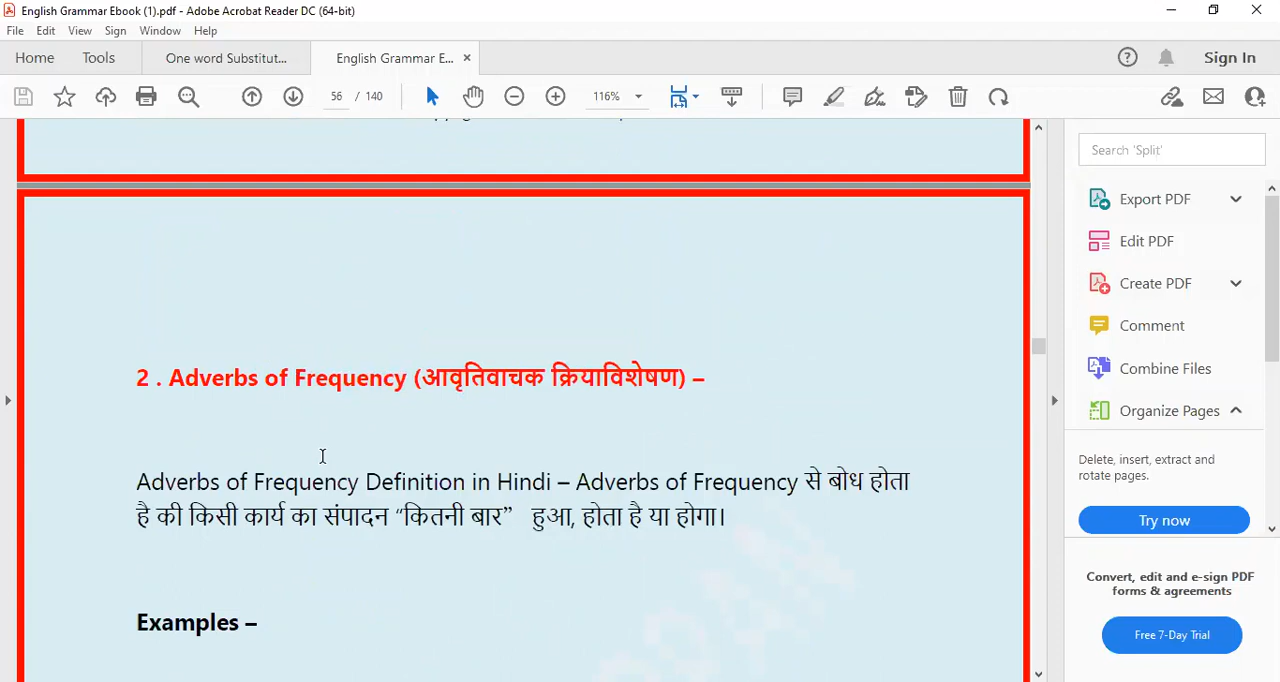 English Grammar Ebook (1).pdf - Adobe Acrobat Reader DC (64-bit)
File Edit View Sign Window Help
Home Tools One word Substitut... English Grammar E... × Sign In
56 / 140 116%
Search 'Split'
Export PDF
Edit PDF
Create PDF
Comment
Combine Files
Organize Pages
Delete, insert, extract and
rotate pages.
Try now
Convert, edit and e-sign PDF
forms & agreements
Free 7-Day Trial
2 . Adverbs of Frequency (आवृतिवाचक क्रियाविशेषण) –
Adverbs of Frequency Definition in Hindi – Adverbs of Frequency से बोध होता
है की किसी कार्य का संपादन “कितनी बार” हुआ, होता है या होगा।
Examples –